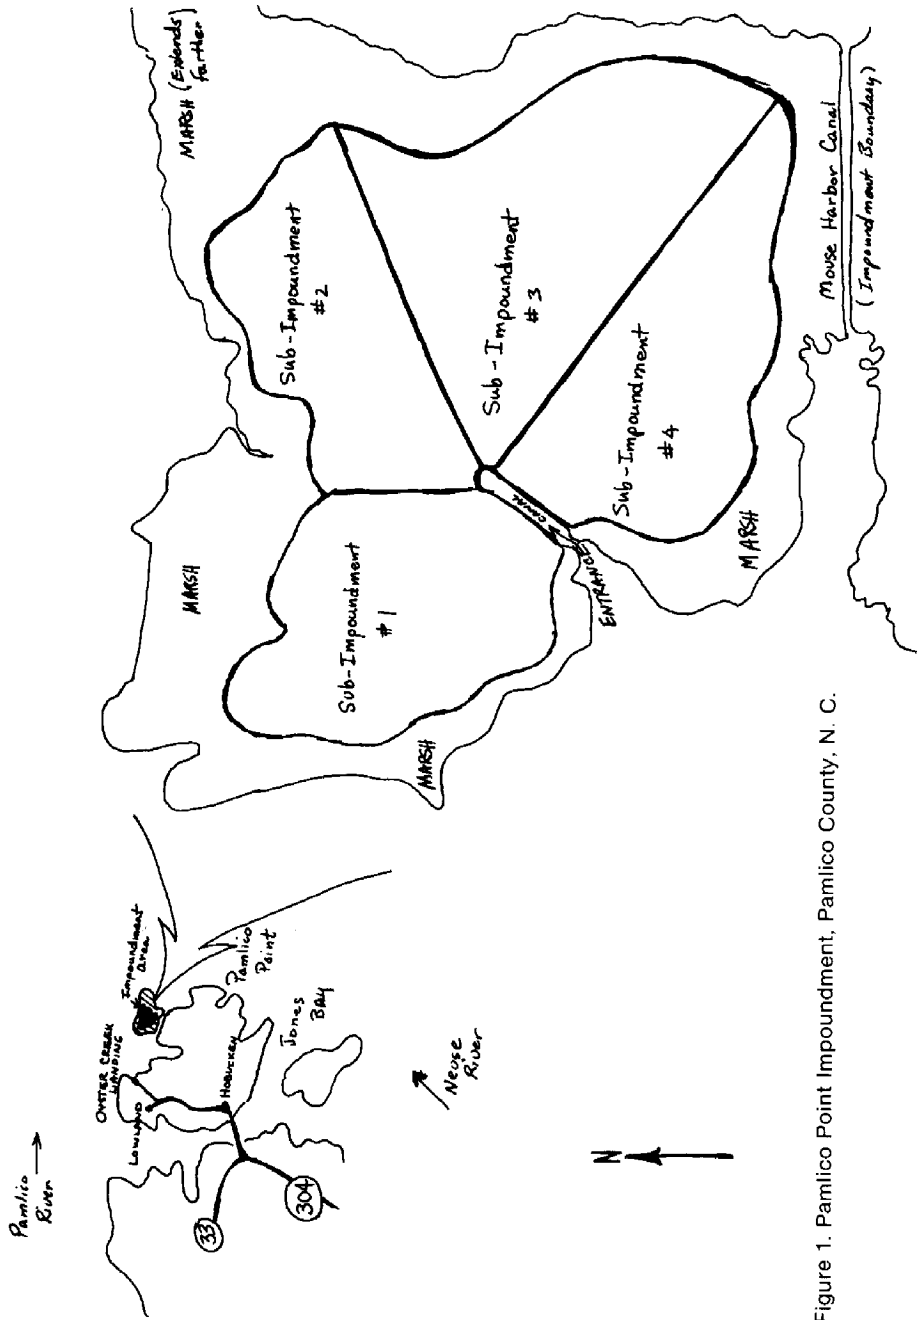 Pamlico
River
OYSTER CREEK
LANDING
LOWLAND
HOBUCKEN
Impoundment
area
Pamlico
Point
Jones
BAY
Neuse
River
33
304
N
MARSH (Extends
farther
MARSH
MARSH
MARSH
Sub-Impoundment
#1
Sub-Impoundment
#2
Sub-Impoundment
#3
Sub-Impoundment
#4
CANAL
ENTRANCE
Mouse Harbor Canal
(Impoundment Boundary)
Figure 1. Pamlico Point Impoundment, Pamlico County, N. C.